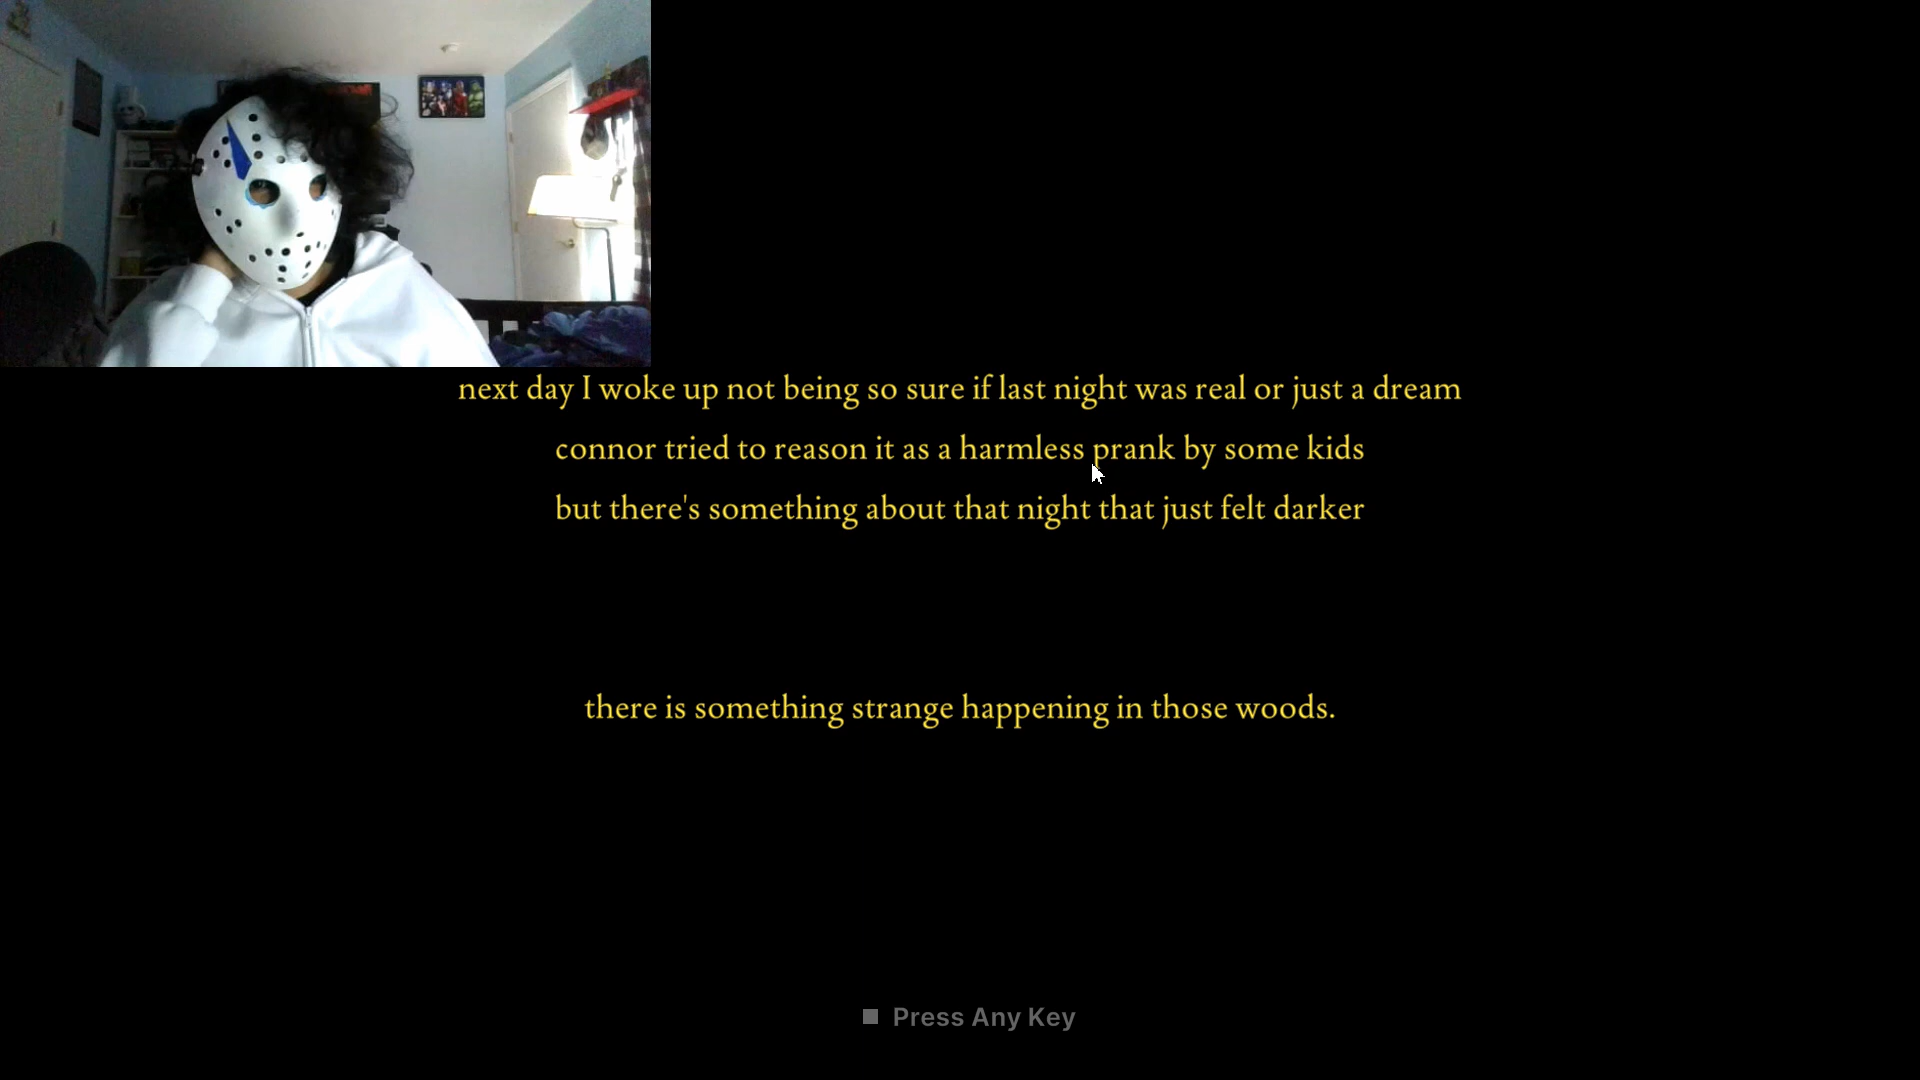 next day I woke up not being so sure if last night was real or just a dream
connor tried to reason it as a harmless prank by some kids
but there's something about that night that just felt darker
there is something strange happening in those woods.
Press Any Key